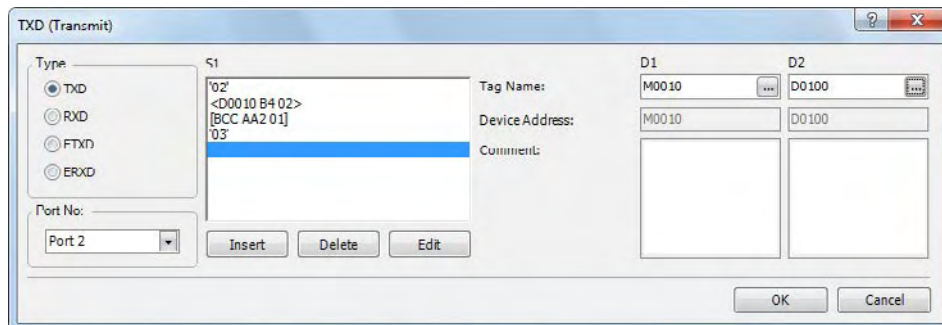 TXD (Transmit)
Type
TXD
RXD
ETXD
ERXD
Port No:
Port 2
S1
'02'
<D0010 B4 02>
[BCC AA2 01]
'03'
Insert Delete Edit
D1 D2
Tag Name: M0010 ... D0100 ...
Device Address: M0010 D0100
Comment:
OK Cancel